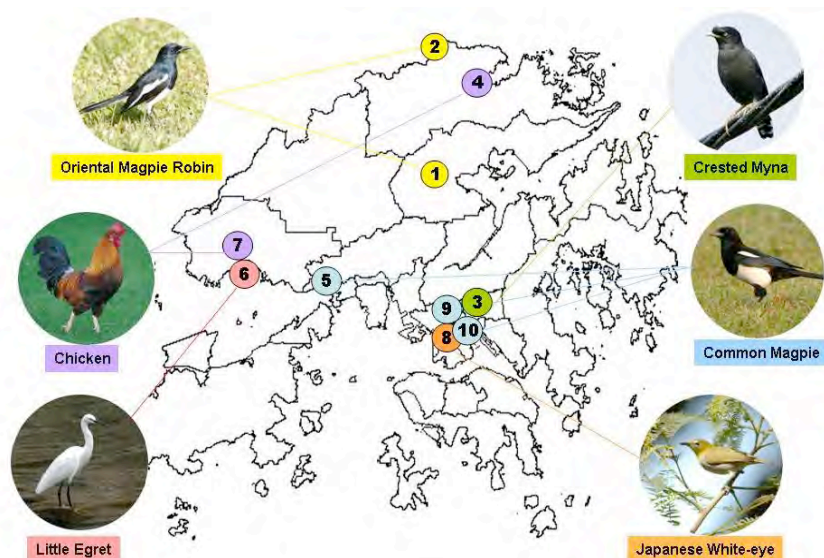 2
4
Oriental Magpie Robin
Crested Myna
1
7
6
5
9
3
10
8
Chicken
Common Magpie
Little Egret
Japanese White-eye